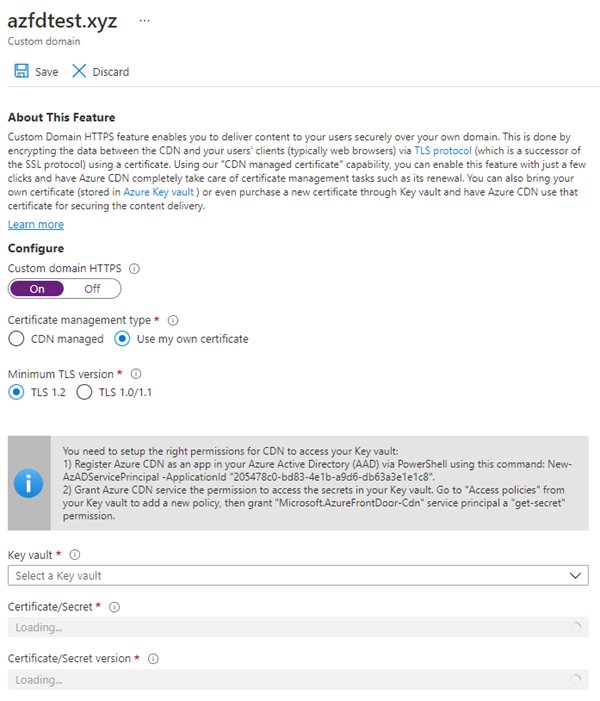 azfdtest.xyz ...
Custom domain
Save Discard
About This Feature
Custom Domain HTTPS feature enables you to deliver content to your users securely over your own domain. This is done by
encrypting the data between the CDN and your users' clients (typically web browsers) via TLS protocol (which is a successor of
the SSL protocol) using a certificate. Using our "CDN managed certificate" capability, you can enable this feature with just a few
clicks and have Azure CDN completely take care of certificate management tasks such as its renewal. You can also bring your
own certificate (stored in Azure Key vault ) or even purchase a new certificate through Key vault and have Azure CDN use that
certificate for securing the content delivery.
Learn more
Configure
Custom domain HTTPS
On Off
Certificate management type *
CDN managed Use my own certificate
Minimum TLS version *
TLS 1.2 TLS 1.0/1.1
You need to setup the right permissions for CDN to access your Key vault:
1) Register Azure CDN as an app in your Azure Active Directory (AAD) via PowerShell using this command: New-
AzADServicePrincipal -ApplicationId "205478c0-bd83-4e1b-a9d6-db63a3e1e1c8".
2) Grant Azure CDN service the permission to access the secrets in your Key vault. Go to "Access policies" from
your Key vault to add a new policy, then grant "Microsoft.AzureFrontDoor-Cdn" service principal a "get-secret"
permission.
Key vault *
Select a Key vault
Certificate/Secret *
Loading...
Certificate/Secret version *
Loading...